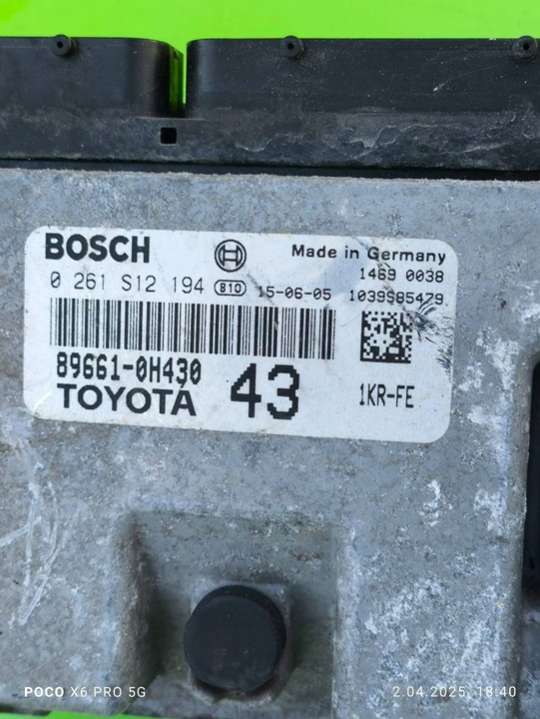 BOSCH
Made in Germany
1469 0038
0 261 S12 194 B10 15-06-05 1039S85479
89661-0H430
TOYOTA 43 1KR-FE
POCO X6 PRO 5G
2.04.2025, 18:40